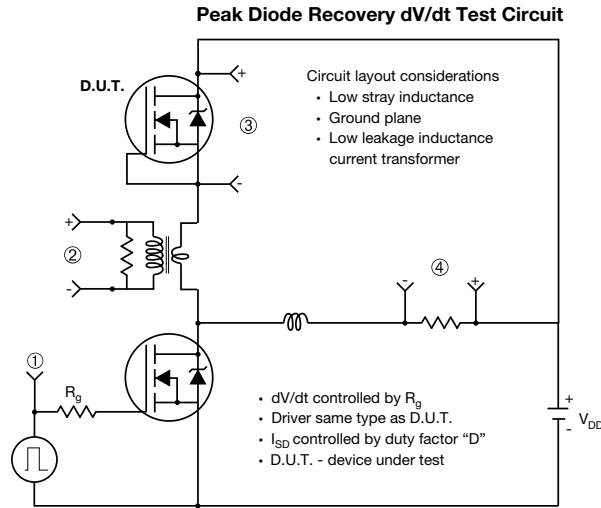 Peak Diode Recovery dV/dt Test Circuit
D.U.T.
+
Circuit layout considerations
• Low stray inductance
• Ground plane
• Low leakage inductance
current transformer
③
-
+
②
-
④
-
+
①
Rg
• dV/dt controlled by Rg
• Driver same type as D.U.T.
• ISD controlled by duty factor “D”
• D.U.T. - device under test
+
VDD
-